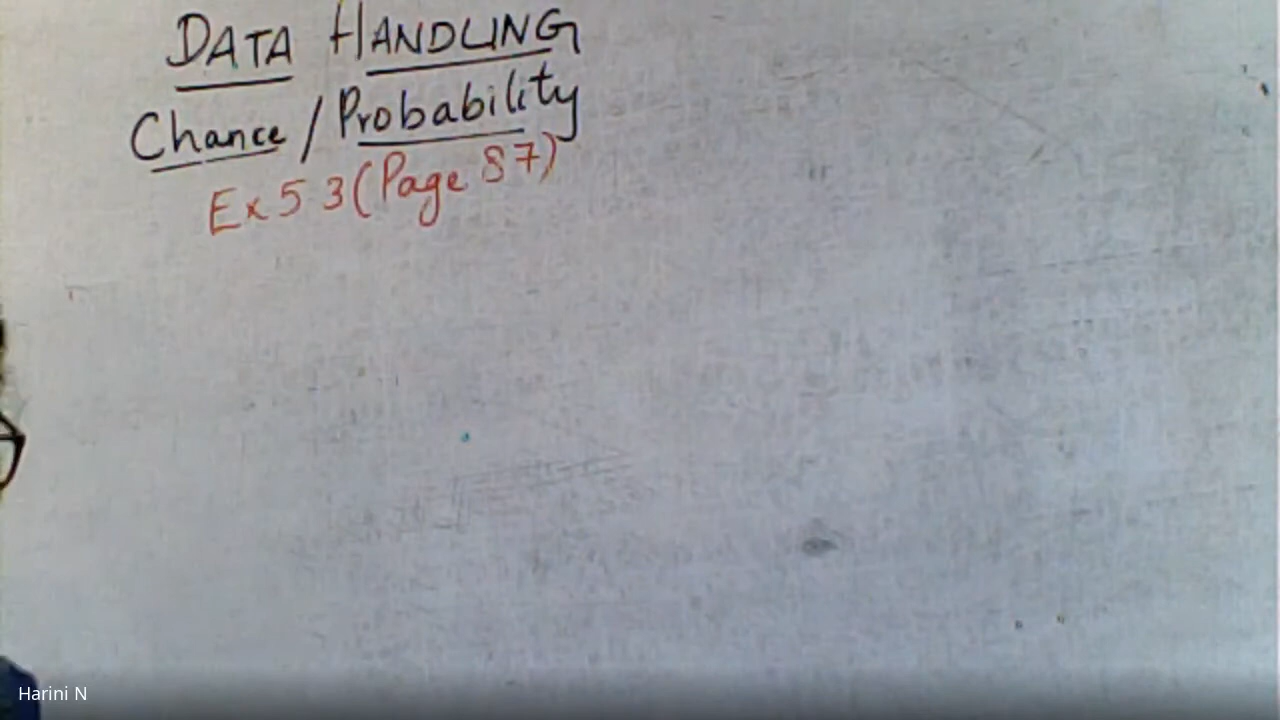 DATA HANDLING
Chance / Probability
Ex 5 3 (Page 87)
Harini N